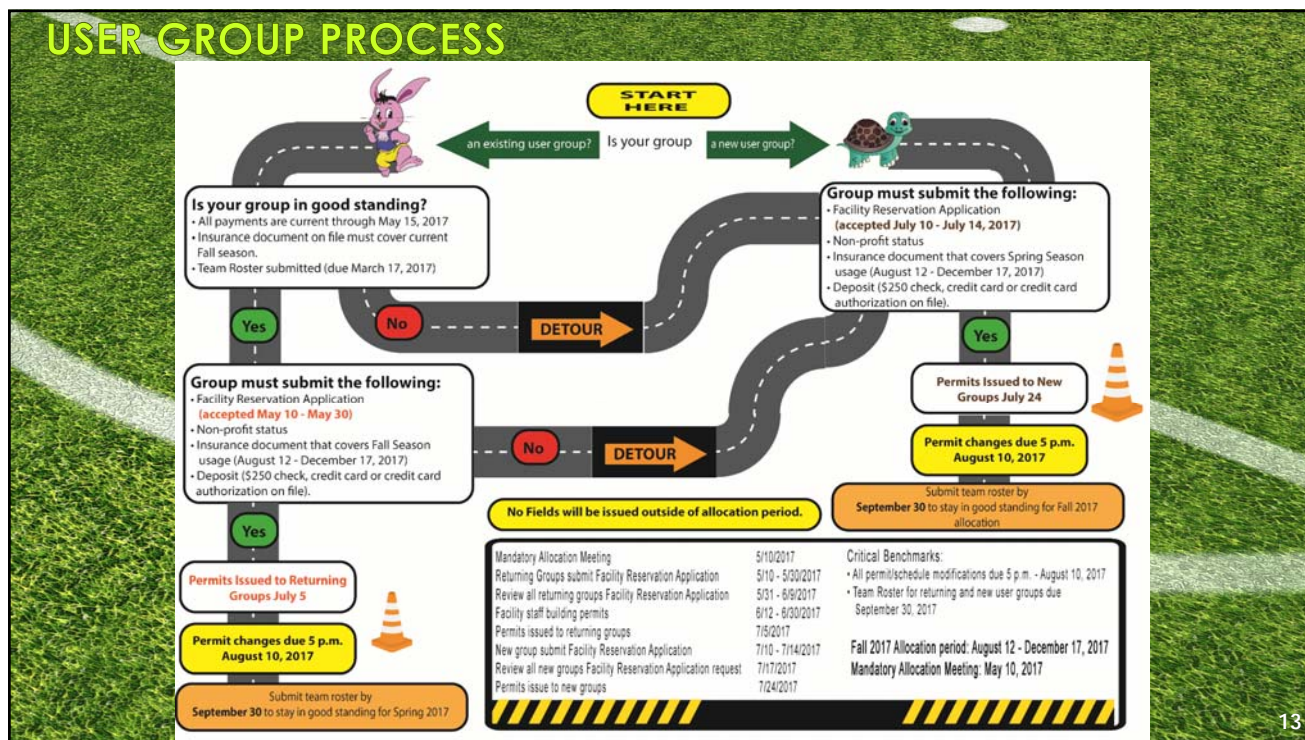 USER GROUP PROCESS
START
HERE
an existing user group?
Is your group
a new user group?
Is your group in good standing?
• All payments are current through May 15, 2017
• Insurance document on file must cover current
Fall season.
• Team Roster submitted (due March 17, 2017)
Yes
No
DETOUR
Group must submit the following:
• Facility Reservation Application
(accepted May 10 - May 30)
• Non-profit status
• Insurance document that covers Fall Season
usage (August 12 - December 17, 2017)
• Deposit ($250 check, credit card or credit card
authorization on file).
No
DETOUR
Yes
Permits Issued to Returning
Groups July 5
Permit changes due 5 p.m.
August 10, 2017
Submit team roster by
September 30 to stay in good standing for Spring 2017
Group must submit the following:
• Facility Reservation Application
(accepted July 10 - July 14, 2017)
• Non-profit status
• Insurance document that covers Spring Season
usage (August 12 - December 17, 2017)
• Deposit ($250 check, credit card or credit card
authorization on file).
Yes
Permits Issued to New
Groups July 24
Permit changes due 5 p.m.
August 10, 2017
Submit team roster by
September 30 to stay in good standing for Fall 2017
allocation
No Fields will be issued outside of allocation period.
Mandatory Allocation Meeting 5/10/2017
Returning Groups submit Facility Reservation Application 5/10 - 5/30/2017
Review all returning groups Facility Reservation Application 5/31 - 6/9/2017
Facility staff building permits 6/12 - 6/30/2017
Permits issued to returning groups 7/5/2017
New group submit Facility Reservation Application 7/10 - 7/14/2017
Review all new groups Facility Reservation Application request 7/17/2017
Permits issue to new groups 7/24/2017
Critical Benchmarks:
• All permit/schedule modifications due 5 p.m. - August 10, 2017
• Team Roster for returning and new user groups due
September 30, 2017
Fall 2017 Allocation period: August 12 - December 17, 2017
Mandatory Allocation Meeting: May 10, 2017
13